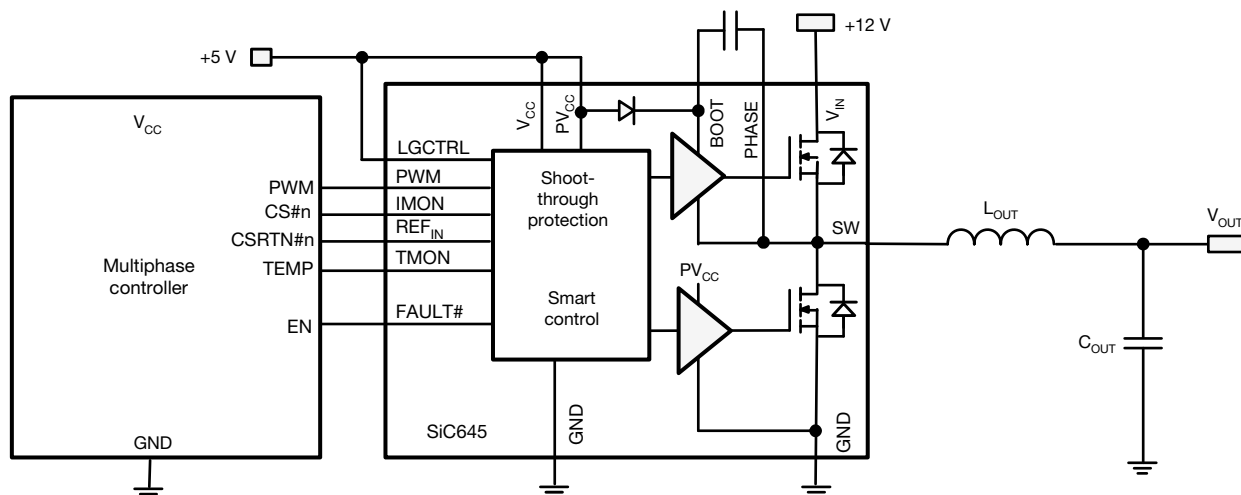 +5 V
+12 V
V_CC
Multiphase
controller
PWM
CS#n
CSRTN#n
TEMP
EN
GND
LGCTRL
PWM
IMON
REF_IN
TMON
FAULT#
V_CC
PV_CC
BOOT
PHASE
V_IN
Shoot-
through
protection
Smart
control
PV_CC
SW
GND
GND
SiC645
L_OUT
V_OUT
C_OUT